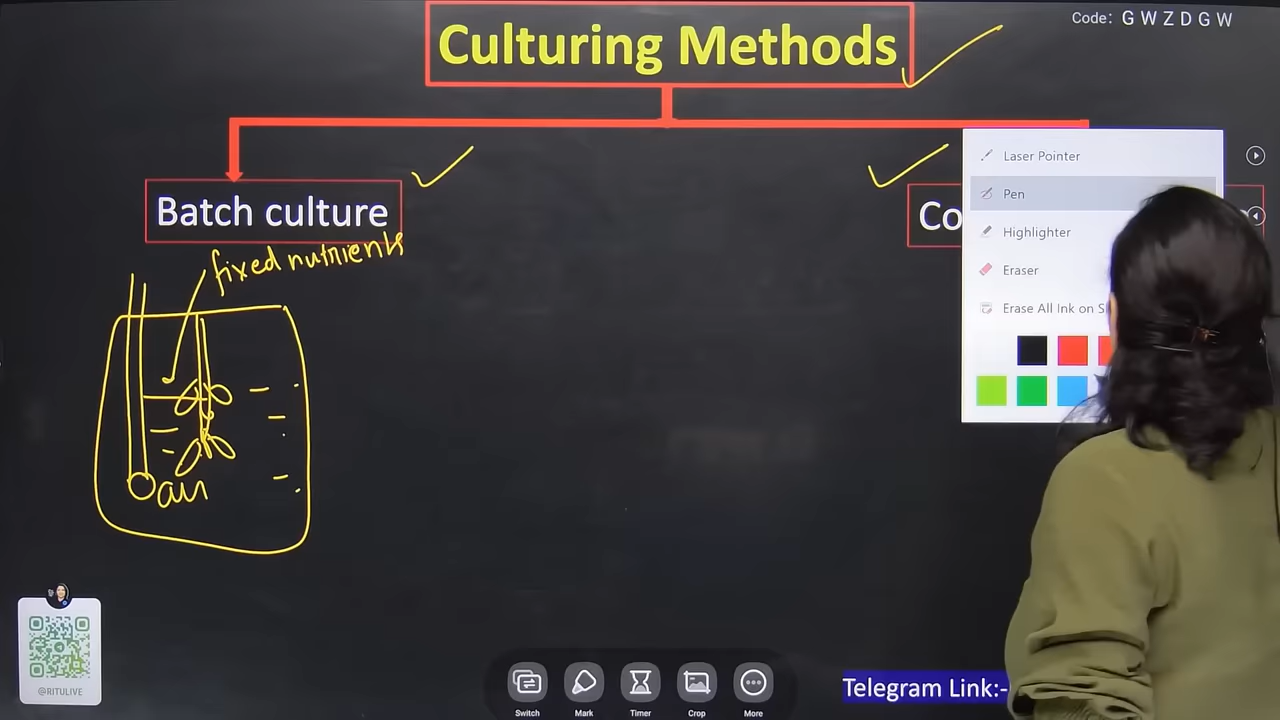 Code: GWZDGW
Culturing Methods
Batch culture
Co
fixed nutrients
air
Laser Pointer
Pen
Highlighter
Eraser
Erase All Ink on S
@RITULIVE
Switch
Mark
Timer
Crop
More
Telegram Link:-